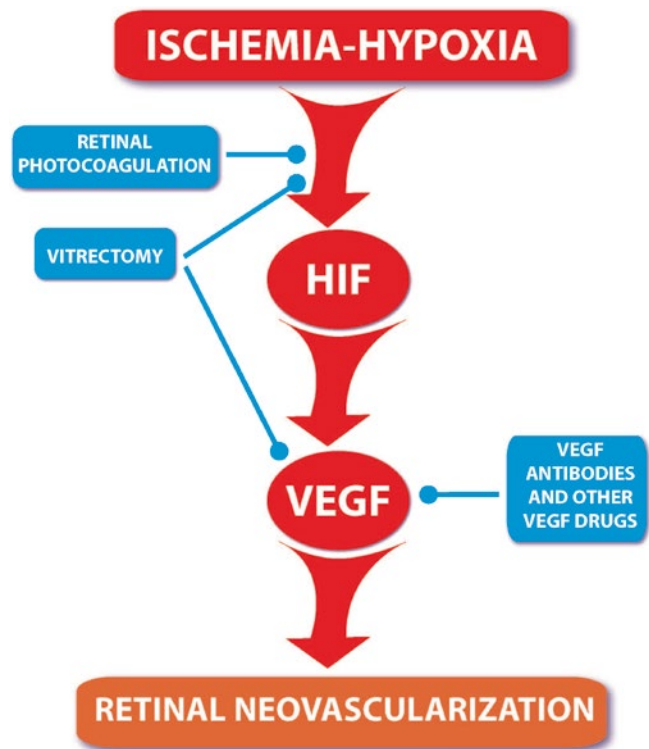 ISCHEMIA-HYPOXIA
RETINAL
PHOTOCOAGULATION
VITRECTOMY
HIF
VEGF
VEGF
ANTIBODIES
AND OTHER
VEGF DRUGS
RETINAL NEOVASCULARIZATION